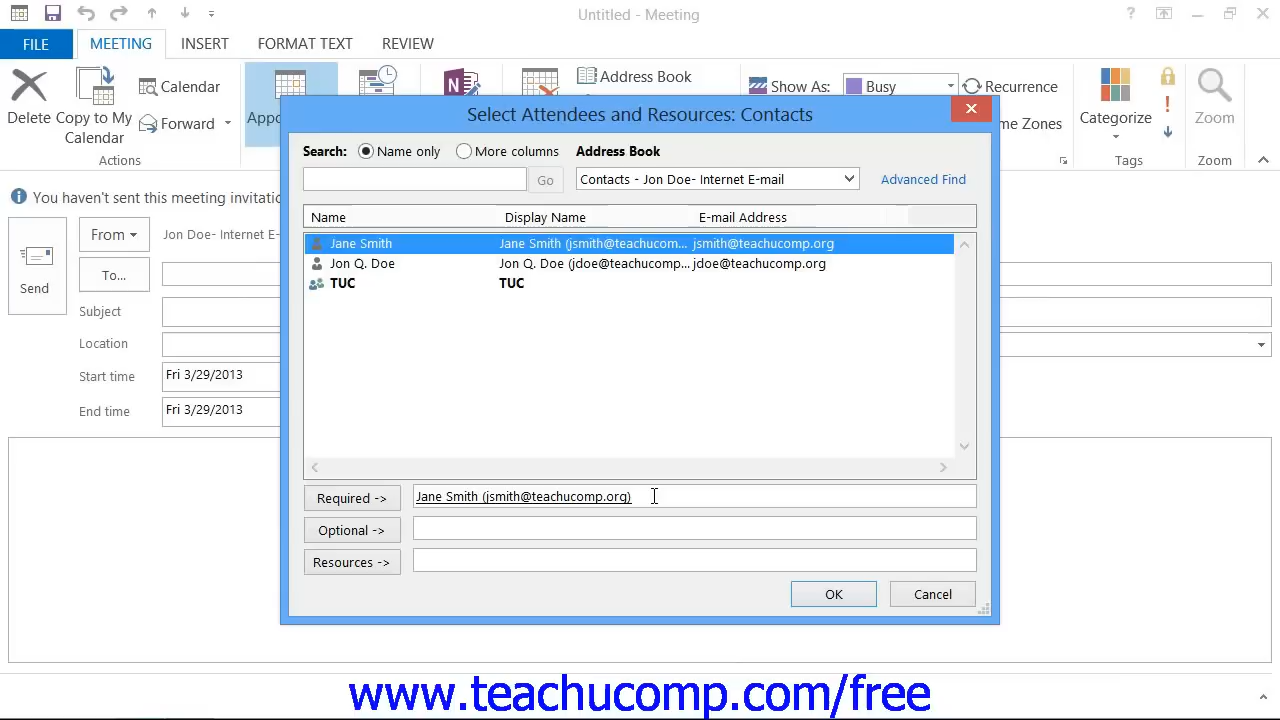 Untitled - Meeting
?
FILE
MEETING
INSERT
FORMAT TEXT
REVIEW
Delete
Copy to My
Calendar
Calendar
Forward
Actions
Appo
N
Address Book
Show As:
Busy
Recurrence
me Zones
Categorize
Tags
Zoom
Zoom
Select Attendees and Resources: Contacts
Search:
Name only
More columns
Address Book
Go
Contacts - Jon Doe- Internet E-mail
Advanced Find
Name
Display Name
E-mail Address
Jane Smith
Jane Smith (jsmith@teachucom...
jsmith@teachucomp.org
Jon Q. Doe
Jon Q. Doe (jdoe@teachucomp...
jdoe@teachucomp.org
TUC
TUC
Required ->
Jane Smith (jsmith@teachucomp.org)
Optional ->
Resources ->
OK
Cancel
You haven't sent this meeting invitatio
Send
From
Jon Doe- Internet E-
To...
Subject
Location
Start time
Fri 3/29/2013
End time
Fri 3/29/2013
www.teachucomp.com/free